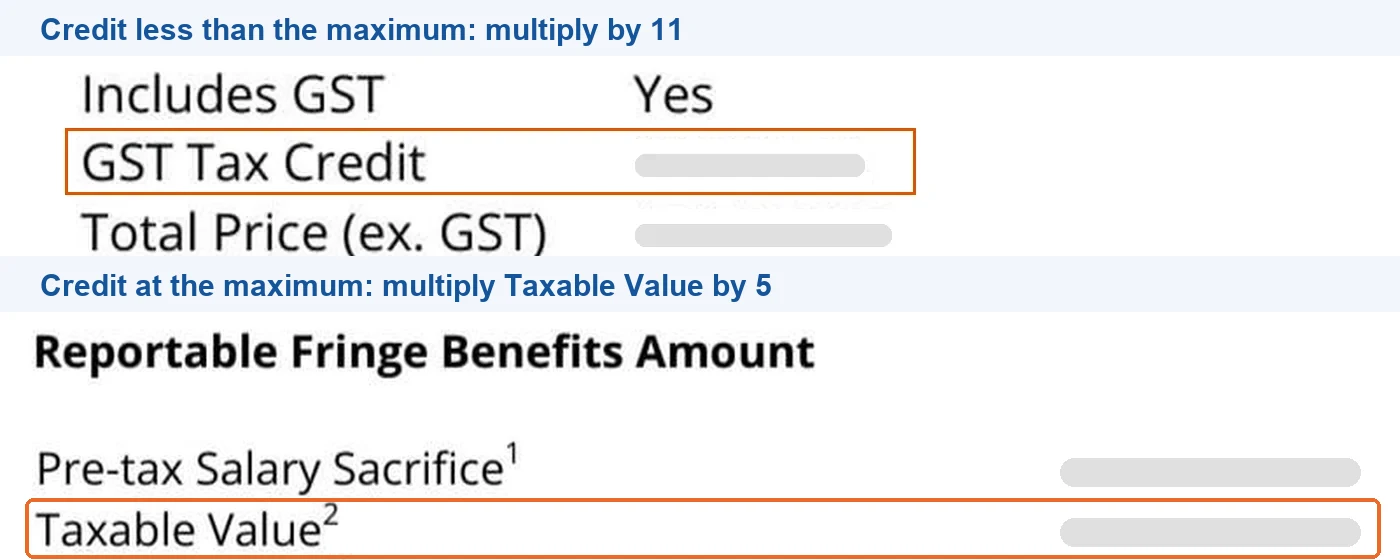 Credit less than the maximum: multiply by 11
Includes GST Yes
GST Tax Credit
Total Price (ex. GST)
Credit at the maximum: multiply Taxable Value by 5
Reportable Fringe Benefits Amount
Pre-tax Salary Sacrifice¹
Taxable Value²